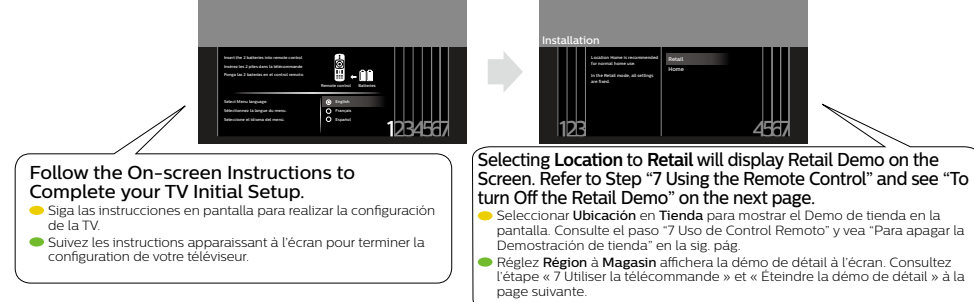 Insert the 2 batteries into remote control
Insérez les 2 piles dans la télécommande
Ponga las 2 baterías en el control remoto
Remote control
Batteries
Select Menu language.
Sélectionnez la langue du menu.
Seleccione el idioma del menú.
English
Français
Español
1234567
Installation
Location Home is recommended
for normal home use.
In the Retail mode, all settings
are fixed.
Retail
Home
123
4567
Follow the On-screen Instructions to
Complete your TV Initial Setup.
Siga las instrucciones en pantalla para realizar la configuración
de la TV.
Suivez les instructions apparaissant à l'écran pour terminer la
configuration de votre téléviseur.
Selecting Location to Retail will display Retail Demo on the
Screen. Refer to Step “7 Using the Remote Control” and see “To
turn Off the Retail Demo” on the next page.
Seleccionar Ubicación en Tienda para mostrar el Demo de tienda en la
pantalla. Consulte el paso “7 Uso de Control Remoto” y vea “Para apagar la
Demostración de tienda” en la sig. pág.
Réglez Région à Magasin affichera la démo de détail à l'écran. Consultez
l'étape « 7 Utiliser la télécommande » et « Éteindre la démo de détail » à la
page suivante.